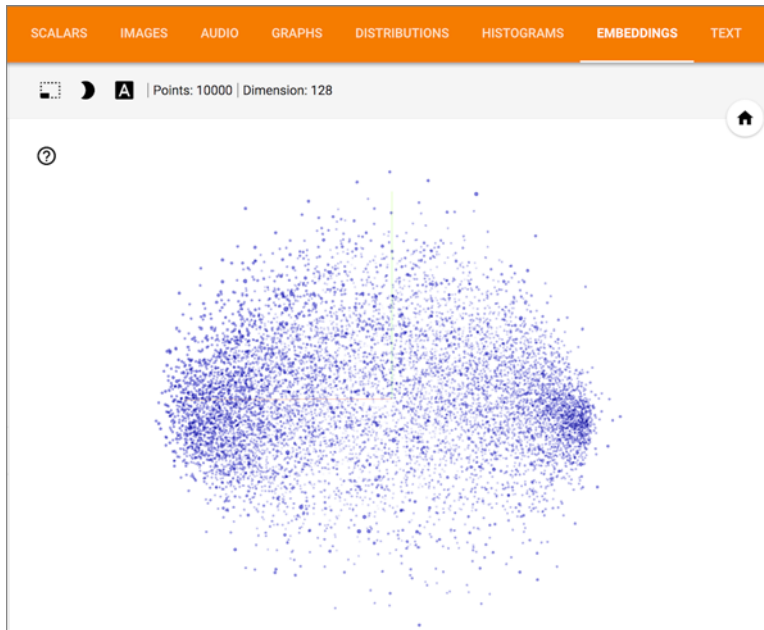 SCALARS IMAGES AUDIO GRAPHS DISTRIBUTIONS HISTOGRAMS EMBEDDINGS TEXT
A | Points: 10000 | Dimension: 128